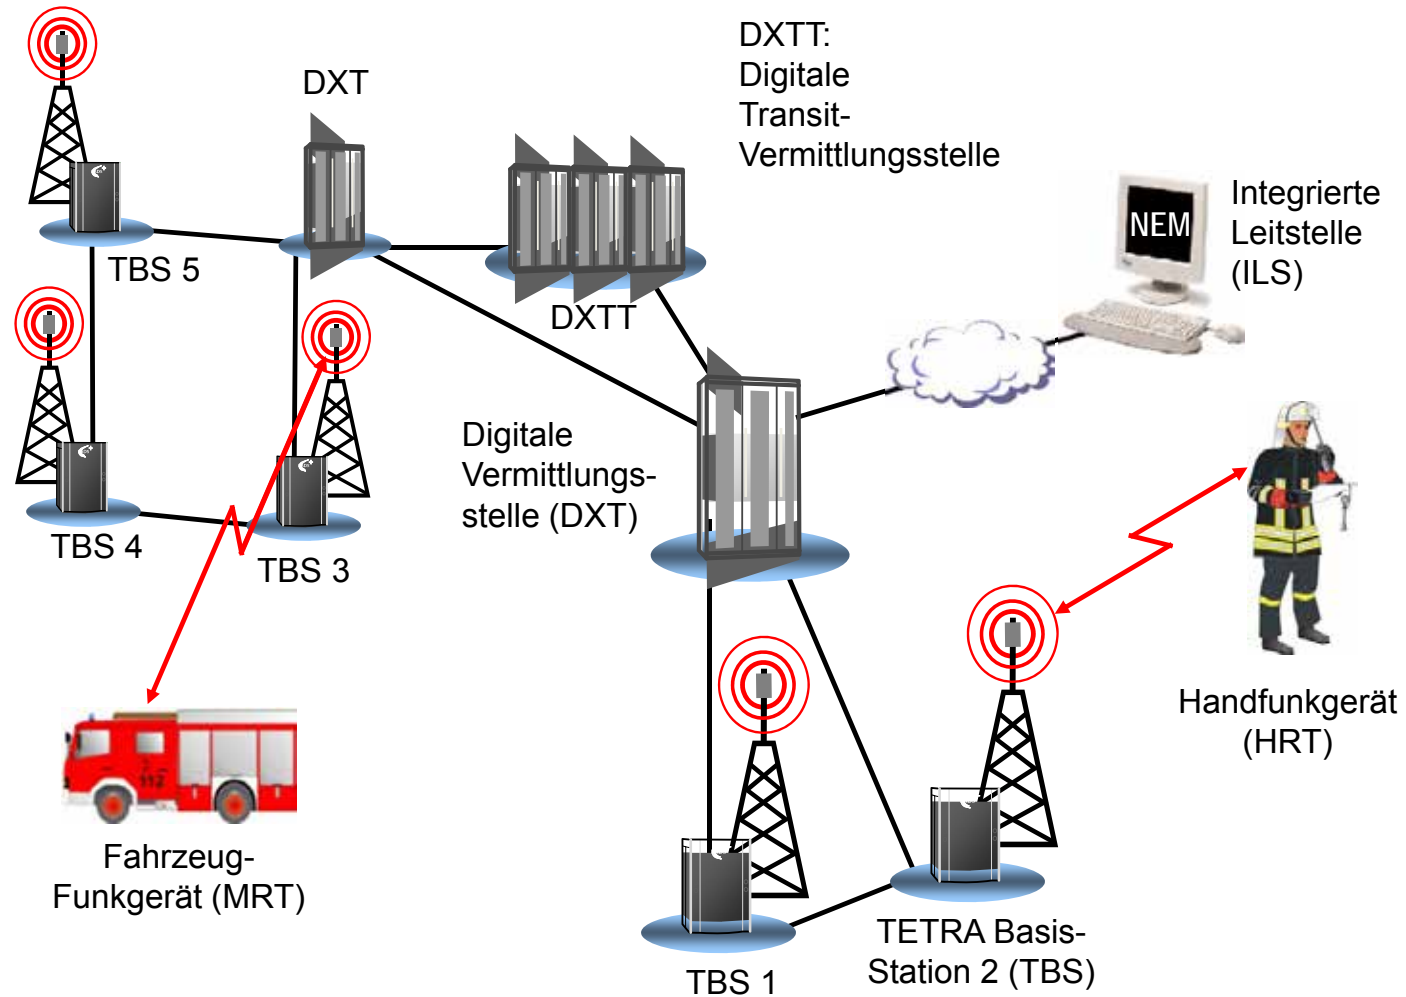 DXTT:
Digitale
Transit-
Vermittlungsstelle
DXT
Integrierte
Leitstelle
(ILS)
NEM
TBS 5
DXTT
Digitale
Vermittlungs-
stelle (DXT)
TBS 4
TBS 3
Handfunkgerät
(HRT)
112
Fahrzeug-
Funkgerät (MRT)
TETRA Basis-
Station 2 (TBS)
TBS 1